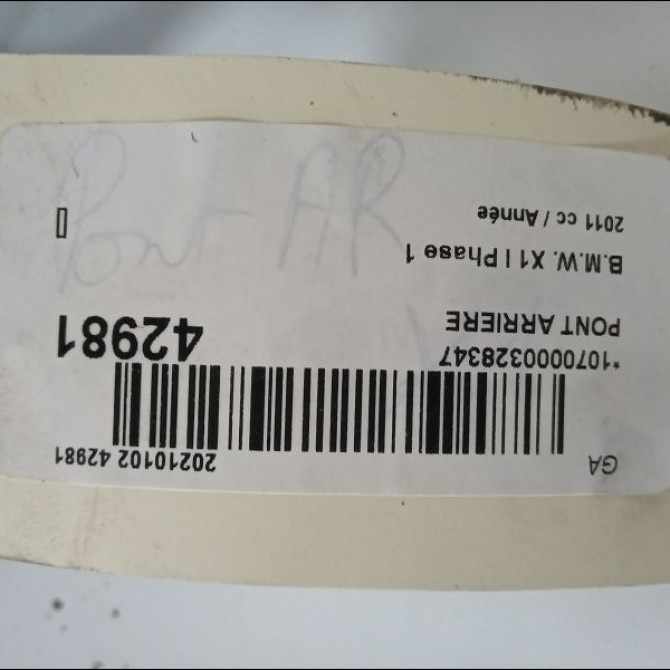 GA 20210102 42981
*1070000328347
PONT ARRIERE 42981
B.M.W. X1 I Phase 1
2011 cc / Année
Pont AR